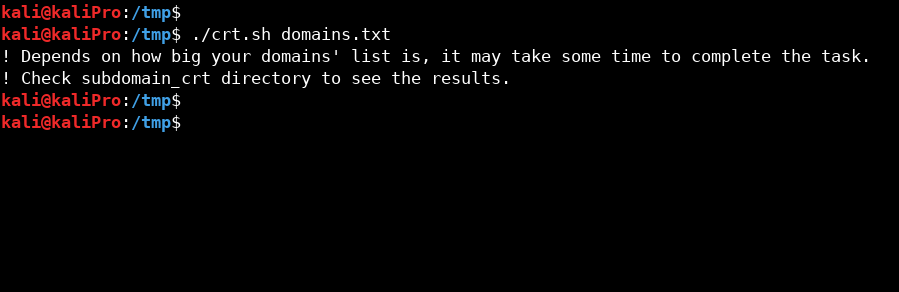 kali@kaliPro:/tmp$
kali@kaliPro:/tmp$ ./crt.sh domains.txt
! Depends on how big your domains' list is, it may take some time to complete the task.
! Check subdomain_crt directory to see the results.
kali@kaliPro:/tmp$
kali@kaliPro:/tmp$